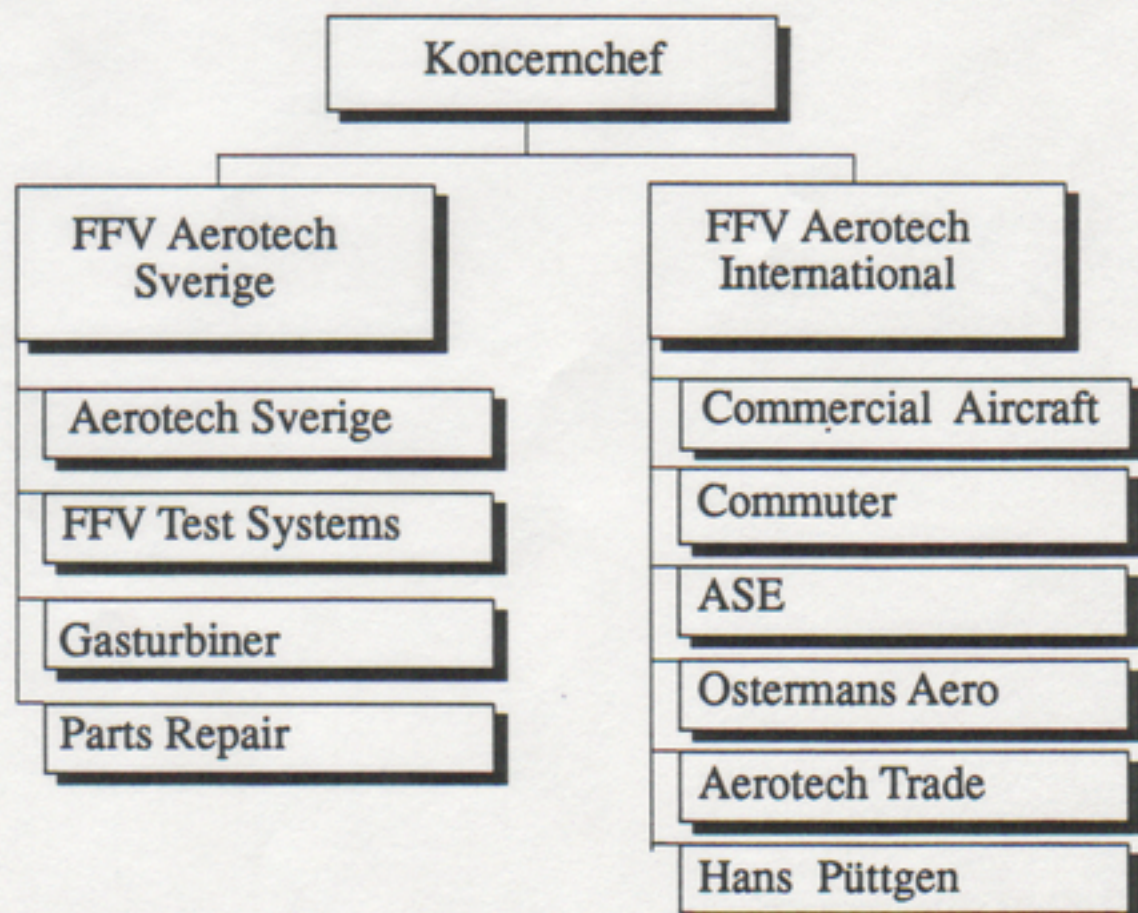 Koncernchef
FFV Aerotech
Sverige
Aerotech Sverige
FFV Test Systems
Gasturbiner
Parts Repair
FFV Aerotech
International
Commercial Aircraft
Commuter
ASE
Ostermans Aero
Aerotech Trade
Hans Püttgen